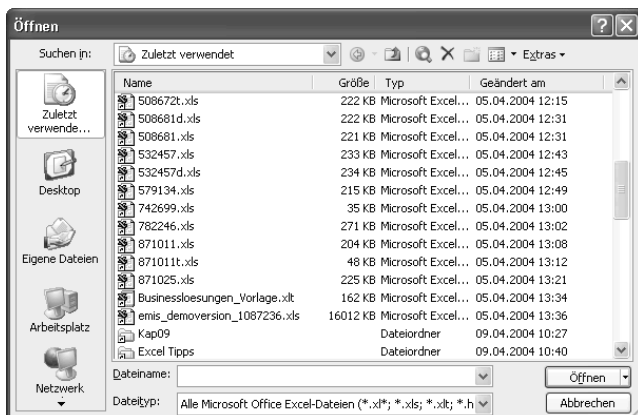 Öffnen
Suchen in: Zuletzt verwendet Extras
Zuletzt verwende...
Desktop
Eigene Dateien
Arbeitsplatz
Netzwerk
Name Größe Typ Geändert am
508672t.xls 222 KB Microsoft Excel... 05.04.2004 12:15
508681d.xls 222 KB Microsoft Excel... 05.04.2004 12:31
508681.xls 221 KB Microsoft Excel... 05.04.2004 12:31
532457.xls 233 KB Microsoft Excel... 05.04.2004 12:43
532457d.xls 234 KB Microsoft Excel... 05.04.2004 12:45
579134.xls 215 KB Microsoft Excel... 05.04.2004 12:49
742699.xls 35 KB Microsoft Excel... 05.04.2004 13:00
782246.xls 271 KB Microsoft Excel... 05.04.2004 13:02
871011.xls 204 KB Microsoft Excel... 05.04.2004 13:08
871011t.xls 48 KB Microsoft Excel... 05.04.2004 13:12
871025.xls 225 KB Microsoft Excel... 05.04.2004 13:21
Businessloesungen_Vorlage.xlt 162 KB Microsoft Excel... 05.04.2004 13:34
emis_demoversion_1087236.xls 16012 KB Microsoft Excel... 05.04.2004 13:36
Kap09 Dateiordner 09.04.2004 10:27
Excel Tipps Dateiordner 09.04.2004 10:40
Dateiname: Öffnen
Dateityp: Alle Microsoft Office Excel-Dateien (*.xl*; *.xls; *.xlt; *.h Abbrechen